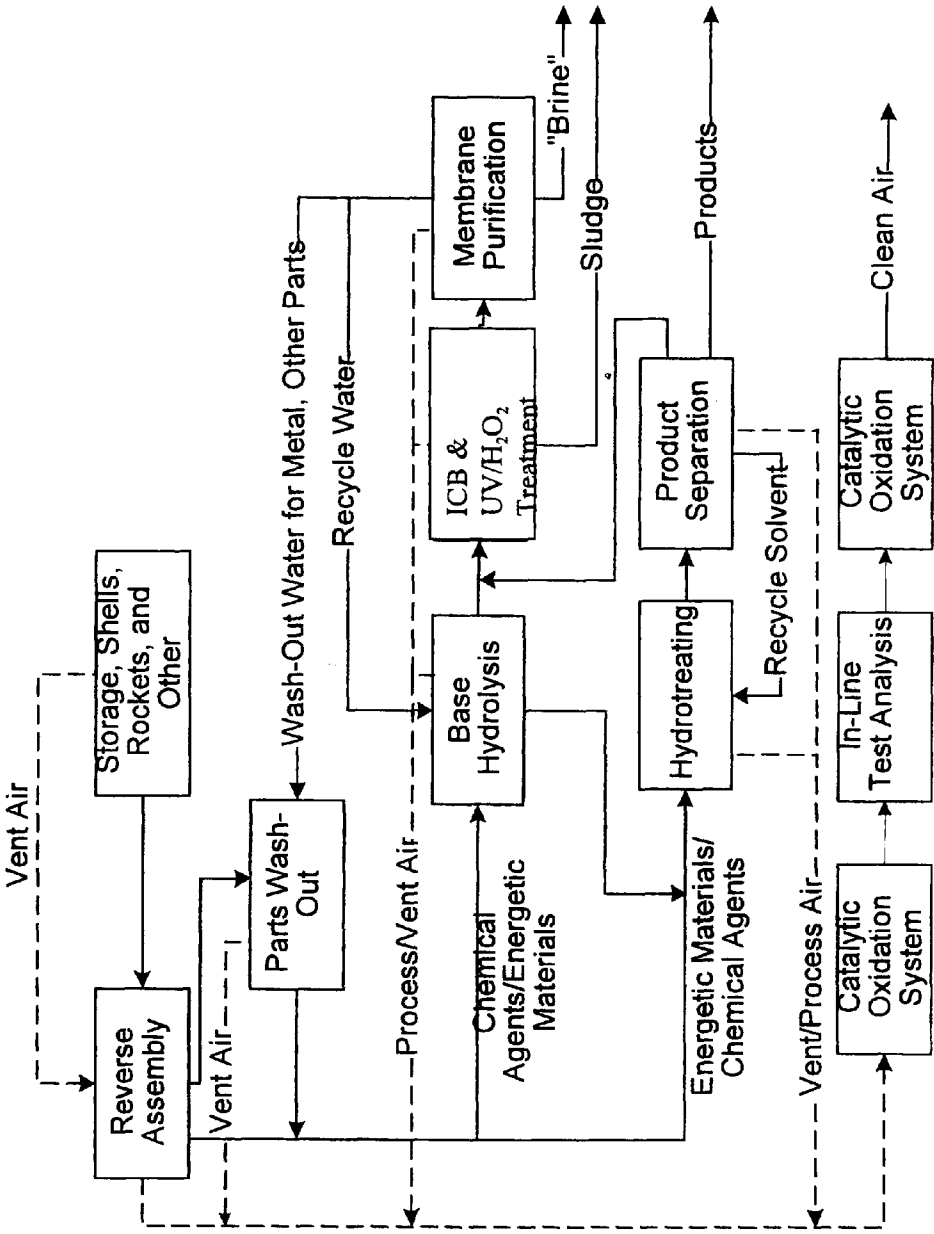 Vent Air
Storage, Shells,
Rockets, and
Other
Reverse
Assembly
Parts Wash-
Out
Vent Air
Wash-Out Water for Metal, Other Parts
Recycle Water
Process/Vent Air
Base
Hydrolysis
ICB &
UV/H₂O₂
Treatment
Membrane
Purification
"Brine"
Sludge
Chemical
Agents/Energetic
Materials
Energetic Materials/
Chemical Agents
Hydrotreating
Product
Separation
Products
Recycle Solvent
Vent/Process Air
Catalytic
Oxidation
System
In-Line
Test Analysis
Catalytic
Oxidation
System
Clean Air